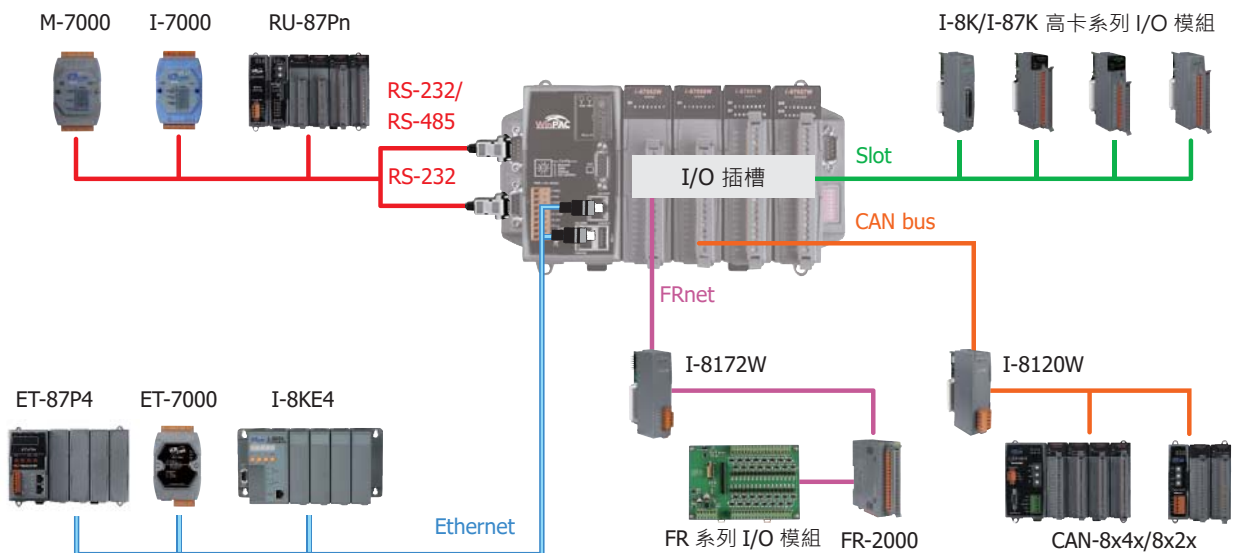 M-7000 I-7000 RU-87Pn
I-8K/I-87K 高卡系列 I/O 模組
RS-232/
RS-485
RS-232
WinPAC
I/O 插槽
Slot
CAN bus
FRnet
I-8172W
I-8120W
ET-87P4 ET-7000 I-8KE4
Ethernet
FR 系列 I/O 模組 FR-2000
CAN-8x4x/8x2x